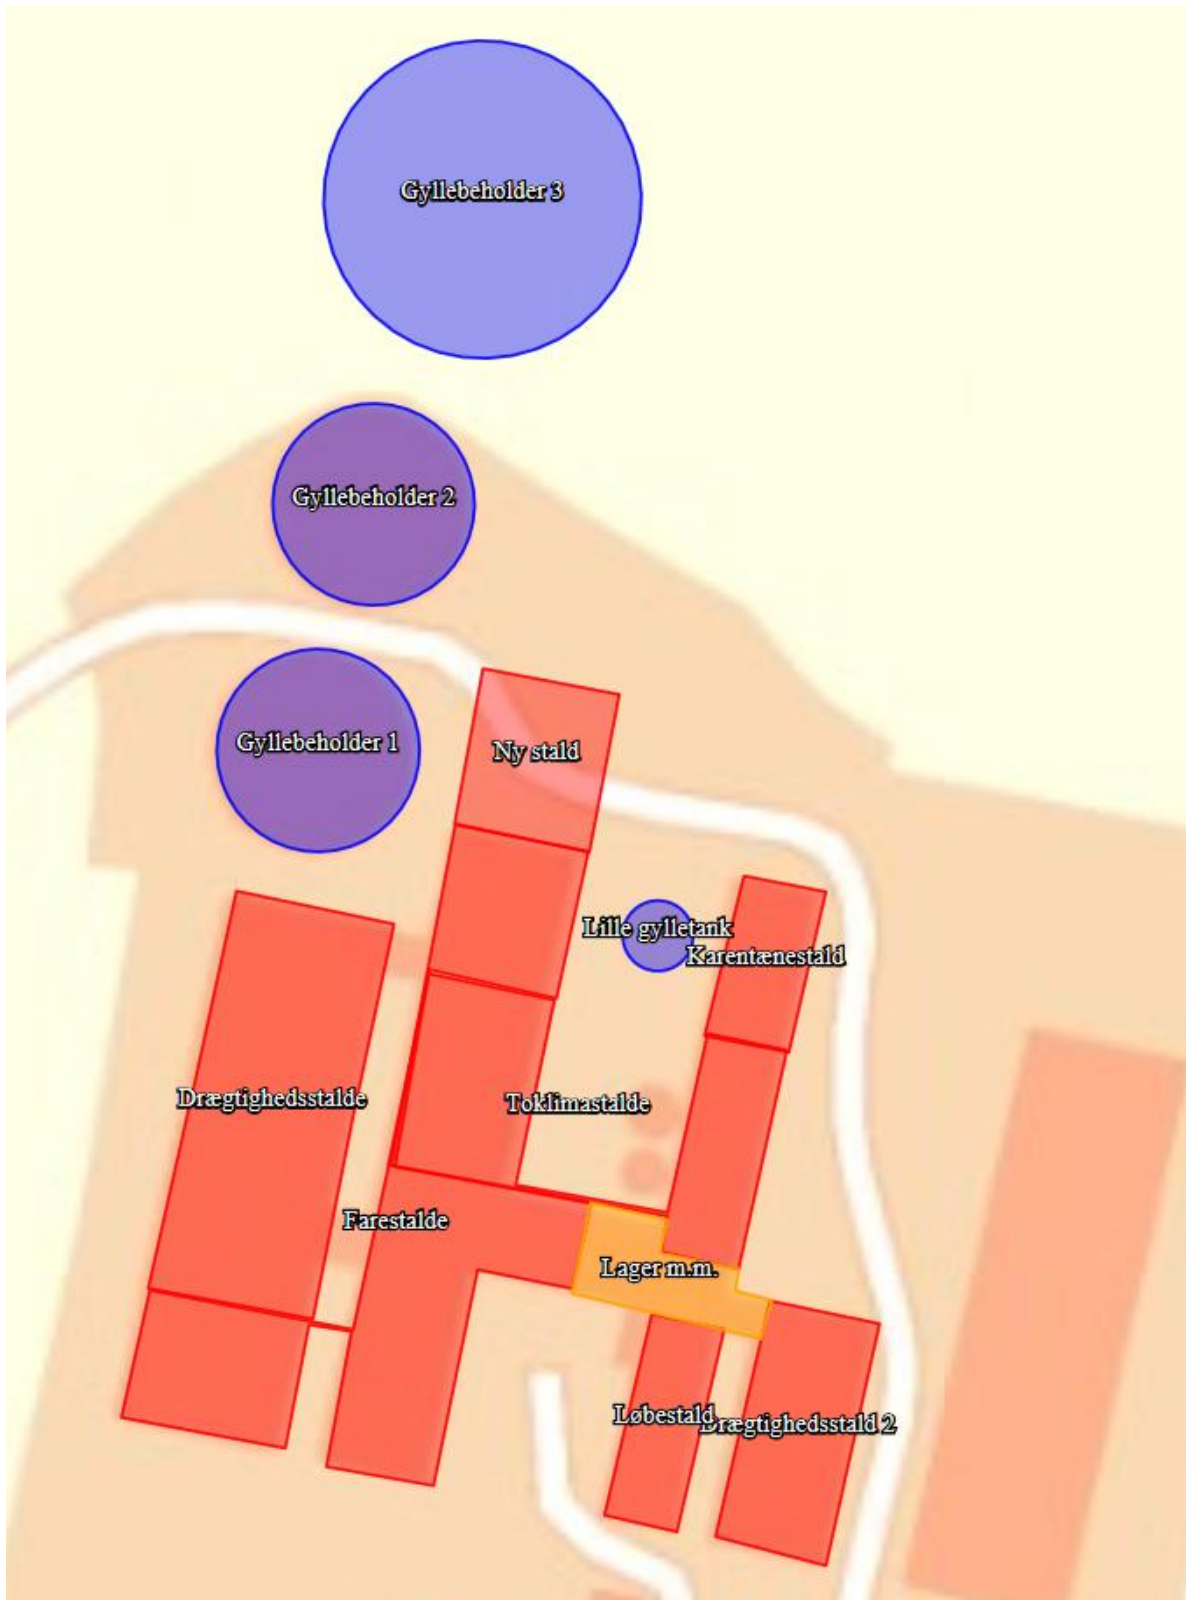 Gyllebeholder 3
Gyllebeholder 2
Gyllebeholder 1
Ny stald
Lille gylletank
Karentænestald
Drægtighedsstalde
Toklimastalde
Farestalde
Lager m.m.
Løbestald
Drægtighedsstald 2